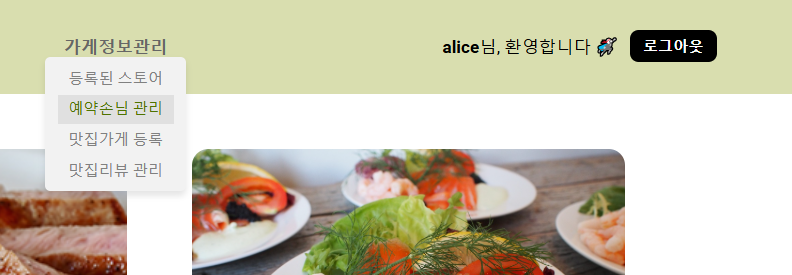 가게정보관리
alice님, 환영합니다 로그아웃
등록된 스토어
예약손님 관리
맛집가게 등록
맛집리뷰 관리